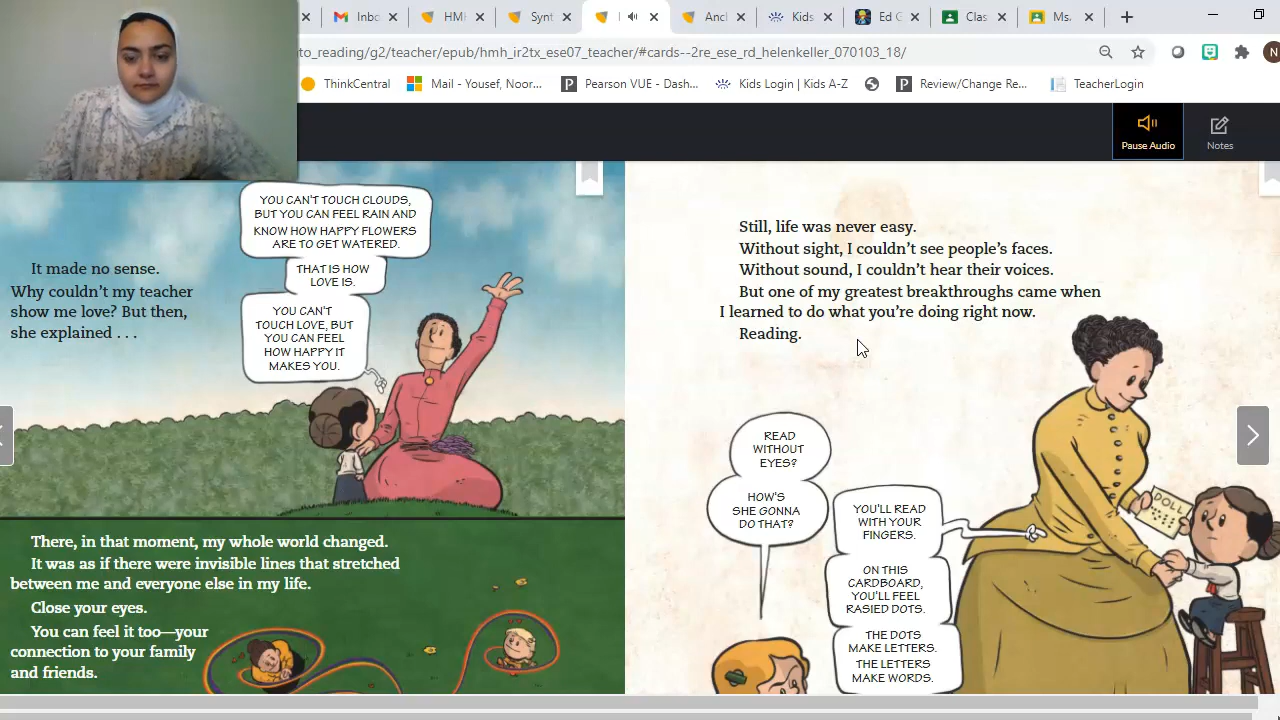 Inbc
HMH
Synt
I
Ancl
Kids
Ed G
Clas
Ms.
to_reading/g2/teacher/epub/hmh_ir2tx_ese07_teacher/#cards--2re_ese_rd_helenkeller_070103_18/
N
ThinkCentral
Mail - Yousef, Noor...
Pearson VUE - Dash...
Kids Login | Kids A-Z
Review/Change Re...
TeacherLogin
Pause Audio
Notes
YOU CAN'T TOUCH CLOUDS,
BUT YOU CAN FEEL RAIN AND
KNOW HOW HAPPY FLOWERS
ARE TO GET WATERED.
THAT IS HOW
LOVE IS.
YOU CAN'T
TOUCH LOVE, BUT
YOU CAN FEEL
HOW HAPPY IT
MAKES YOU.
It made no sense.
Why couldn't my teacher
show me love? But then,
she explained . . .
There, in that moment, my whole world changed.
It was as if there were invisible lines that stretched
between me and everyone else in my life.
Close your eyes.
You can feel it too—your
connection to your family
and friends.
Still, life was never easy.
Without sight, I couldn't see people's faces.
Without sound, I couldn't hear their voices.
But one of my greatest breakthroughs came when
I learned to do what you're doing right now.
Reading.
READ
WITHOUT
EYES?
HOW'S
SHE GONNA
DO THAT?
YOU'LL READ
WITH YOUR
FINGERS.
ON THIS
CARDBOARD,
YOU'LL FEEL
RASIED DOTS.
THE DOTS
MAKE LETTERS.
THE LETTERS
MAKE WORDS.
DOLL